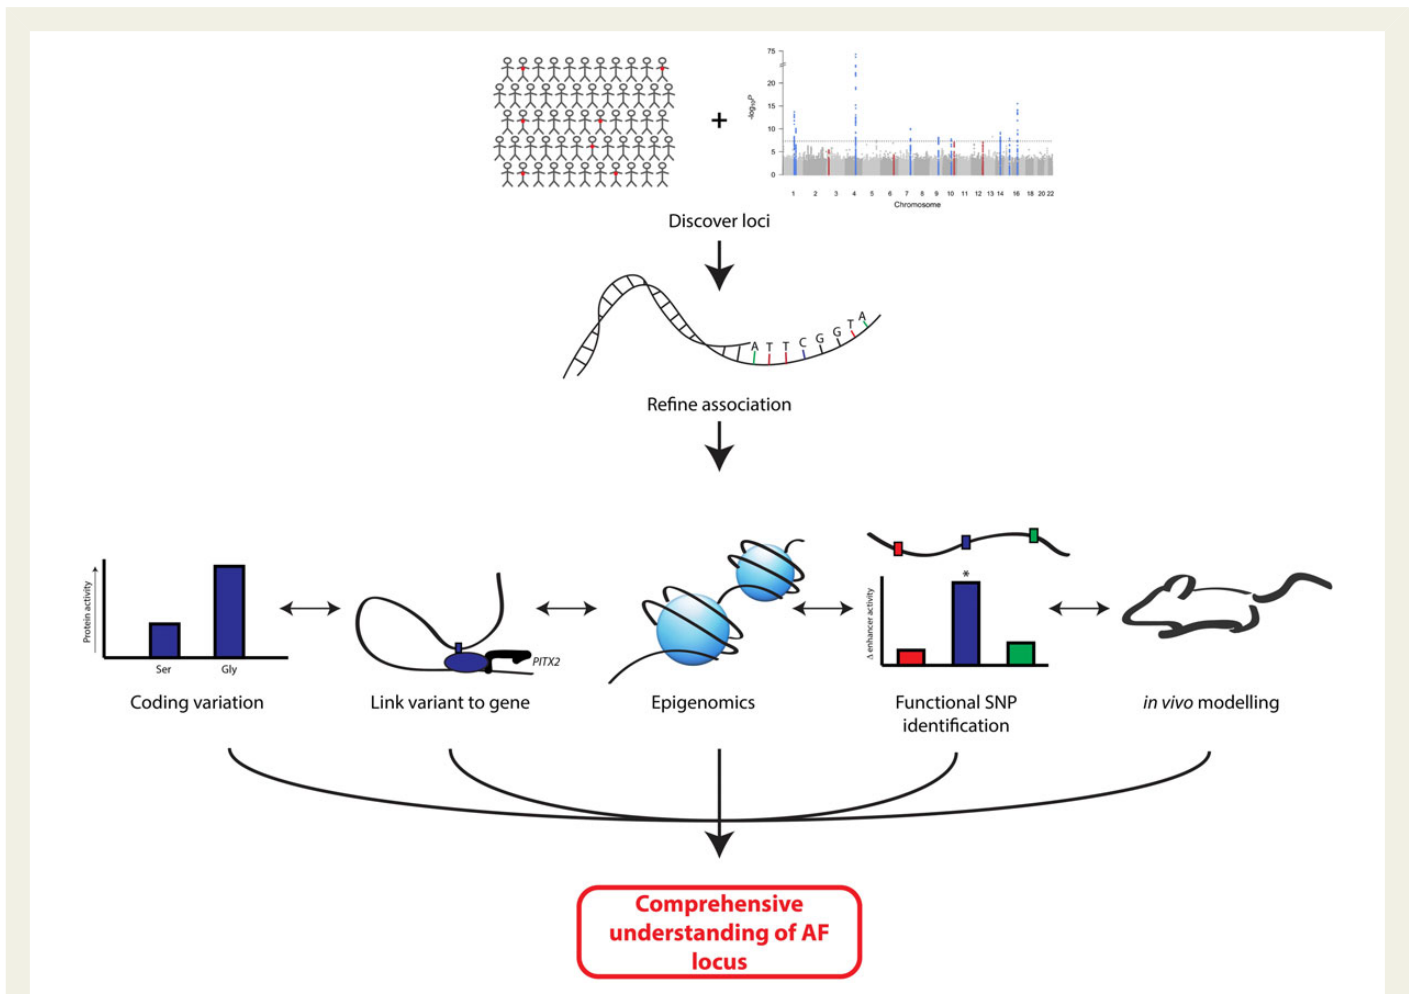 75
20
15
10
5
0
-log10P
1 2 3 4 5 6 7 8 9 10 11 12 13 14 16 18 20 22
Chromosome
+
Discover loci
A T T C G G T A
Refine association
Protein activity
Ser Gly
PITX2
*
Δ enhancer activity
Coding variation
Link variant to gene
Epigenomics
Functional SNP
identification
in vivo modelling
Comprehensive
understanding of AF
locus